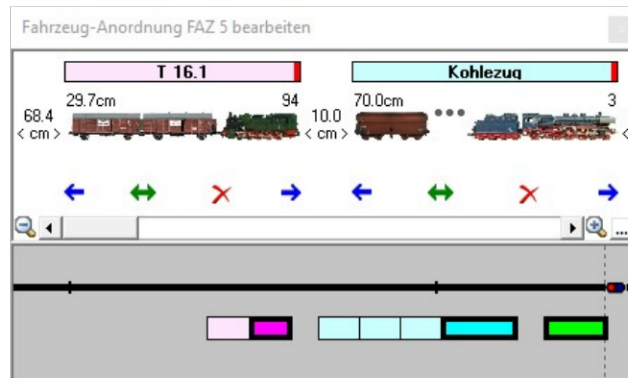 Fahrzeug-Anordnung FAZ 5 bearbeiten
T 16.1 Kohlezug
29.7cm 94 70.0cm 3
68.4 10.0
< cm > < cm > <
...